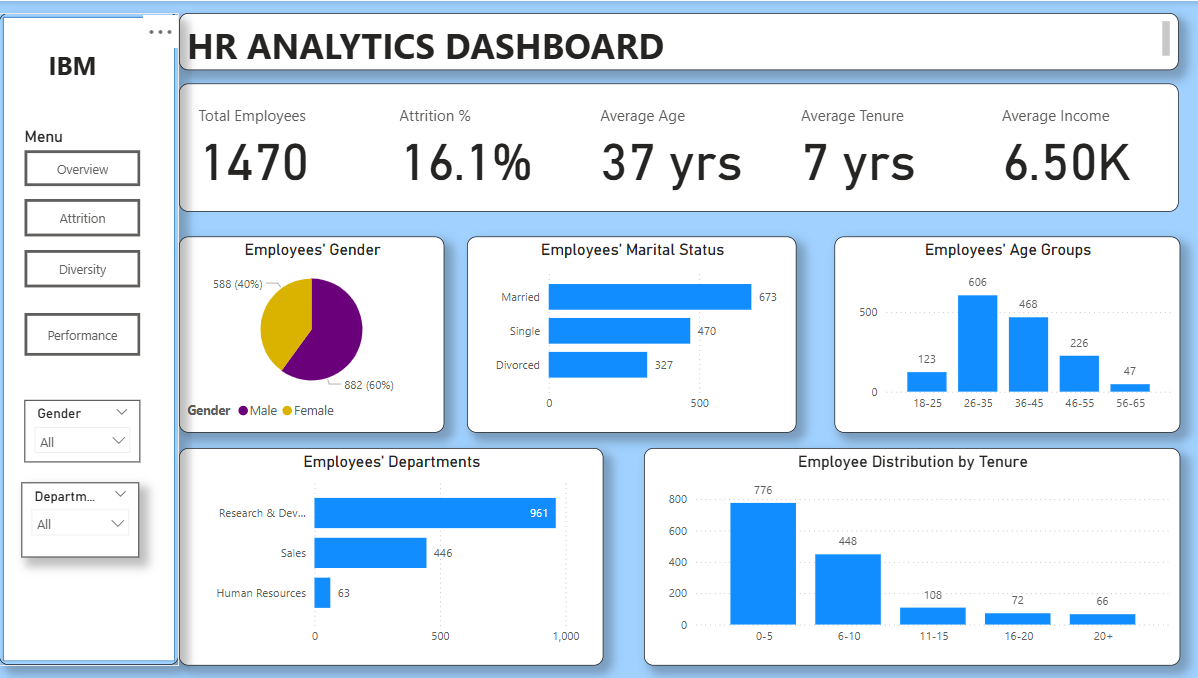 IBM
Menu
Overview
Attrition
Diversity
Performance
Gender
All
Departm...
All
HR ANALYTICS DASHBOARD
Total Employees
1470
Attrition %
16.1%
Average Age
37 yrs
Average Tenure
7 yrs
Average Income
6.50K
Employees' Gender
588 (40%)
882 (60%)
Gender Male Female
Employees' Marital Status
Married 673
Single 470
Divorced 327
0 500
Employees' Age Groups
606
500 468
226
123
47
0
18-25 26-35 36-45 46-55 56-65
Employees' Departments
Research & Dev... 961
Sales 446
Human Resources 63
0 500 1,000
Employee Distribution by Tenure
776
800
600
448
400
200
108 72 66
0
0-5 6-10 11-15 16-20 20+